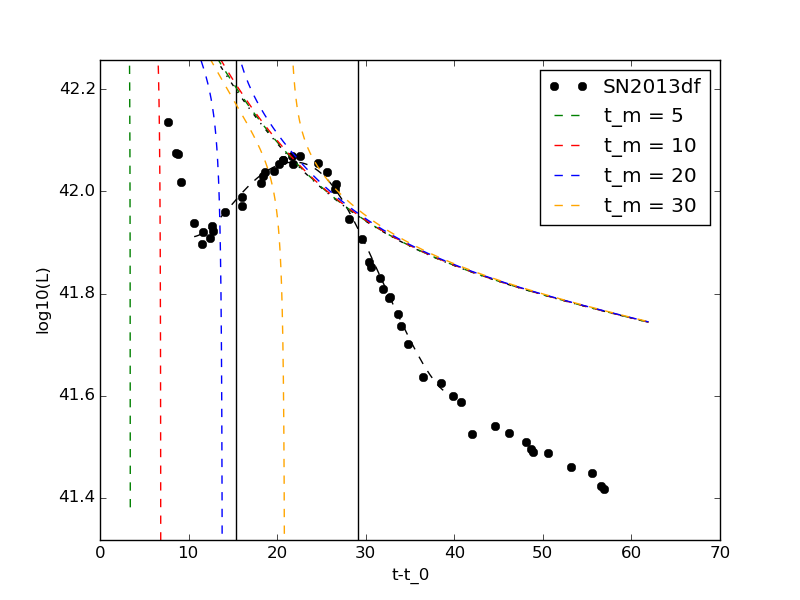 42.2
42.0
41.8
41.6
41.4
log10(L)
0 10 20 30 40 50 60 70
t-t_0
SN2013df
t_m = 5
t_m = 10
t_m = 20
t_m = 30